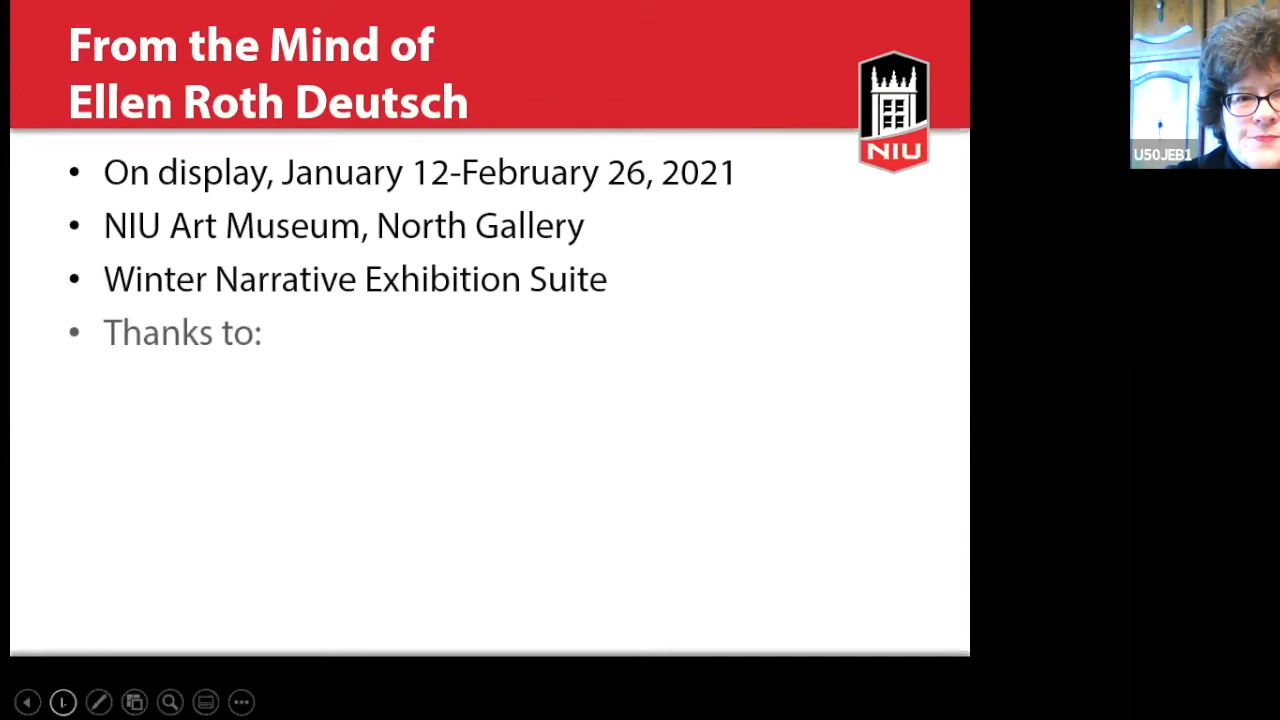 From the Mind of
Ellen Roth Deutsch
NIU
• On display, January 12-February 26, 2021
• NIU Art Museum, North Gallery
• Winter Narrative Exhibition Suite
• Thanks to:
U50JEB1